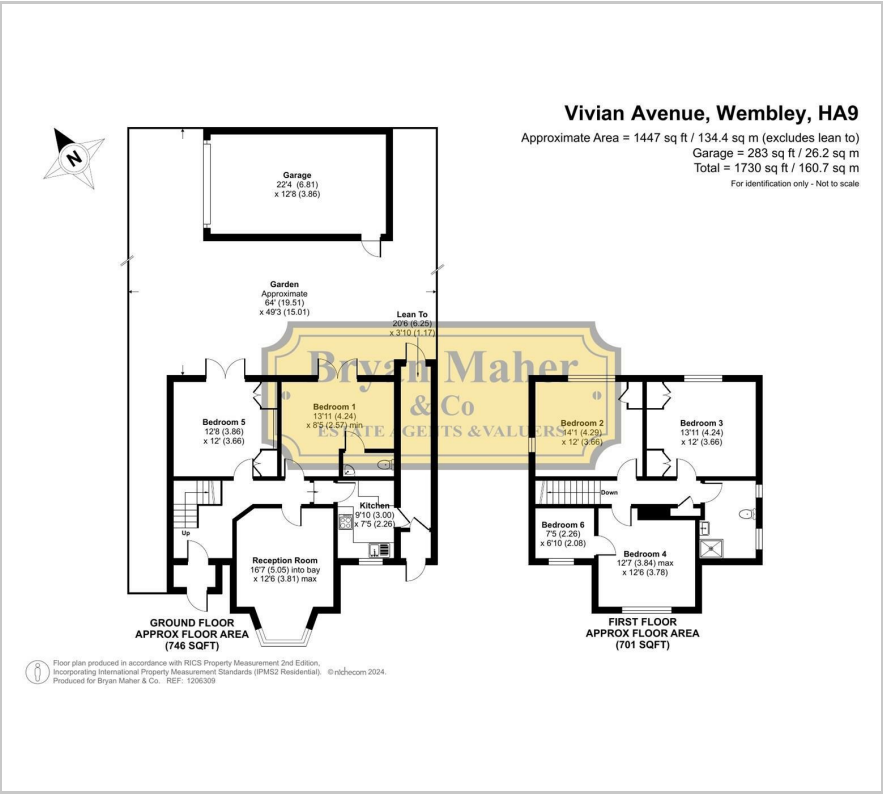 Vivian Avenue, Wembley, HA9
Approximate Area = 1447 sq ft / 134.4 sq m (excludes lean to)
Garage = 283 sq ft / 26.2 sq m
Total = 1730 sq ft / 160.7 sq m
For identification only - Not to scale
N
Garage
22'4 (6.81)
x 12'8 (3.86)
Garden
Approximate
64' (19.51)
x 49'3 (15.01)
Lean To
20'6 (6.25)
x 3'10 (1.17)
Bryan Maher
& Co
ESTATE AGENTS & VALUERS
Bedroom 5
12'8 (3.86)
x 12' (3.66)
Bedroom 1
13'11 (4.24)
x 8'5 (2.57) min
Kitchen
9'10 (3.00)
x 7'5 (2.26)
Up
Reception Room
16'7 (5.05) into bay
x 12'6 (3.81) max
GROUND FLOOR
APPROX FLOOR AREA
(746 SQFT)
Bedroom 2
14'1 (4.29)
x 12' (3.66)
Bedroom 3
13'11 (4.24)
x 12' (3.66)
Down
Bedroom 6
7'5 (2.26)
x 6'10 (2.08)
Bedroom 4
12'7 (3.84) max
x 12'6 (3.78)
FIRST FLOOR
APPROX FLOOR AREA
(701 SQFT)
Floor plan produced in accordance with RICS Property Measurement 2nd Edition,
Incorporating International Property Measurement Standards (IPMS2 Residential). © nichecom 2024.
Produced for Bryan Maher & Co. REF: 1206309